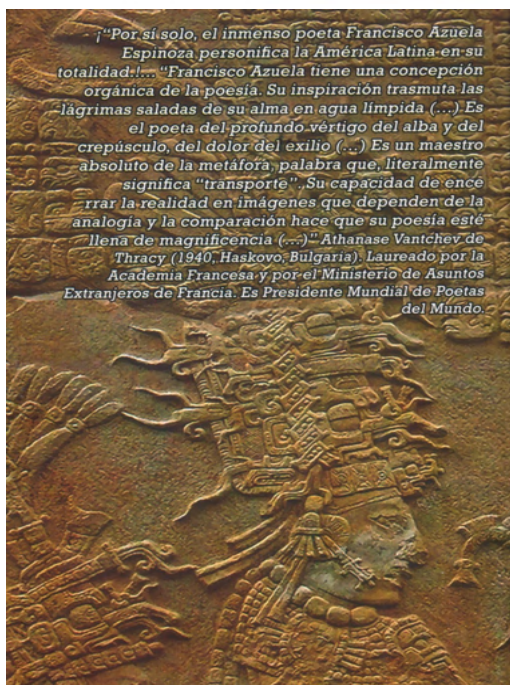 ¡"Por sí solo, el inmenso poeta Francisco Azuela
Espinoza personifica la América Latina en su
totalidad.!... "Francisco Azuela tiene una concepción
orgánica de la poesía. Su inspiración trasmuta las
lágrimas saladas de su alma en agua límpida (...) Es
el poeta del profundo vértigo del alba y del
crepúsculo, del dolor del exilio (...) Es un maestro
absoluto de la metáfora, palabra que, literalmente
significa "transporte". Su capacidad de ence
rrar la realidad en imágenes que dependen de la
analogía y la comparación hace que su poesía esté
llena de magnificencia (...)" Athanase Vantchev de
Thracy (1940, Haskovo, Bulgaria). Laureado por la
Academia Francesa y por el Ministerio de Asuntos
Extranjeros de Francia. Es Presidente Mundial de Poetas
del Mundo.